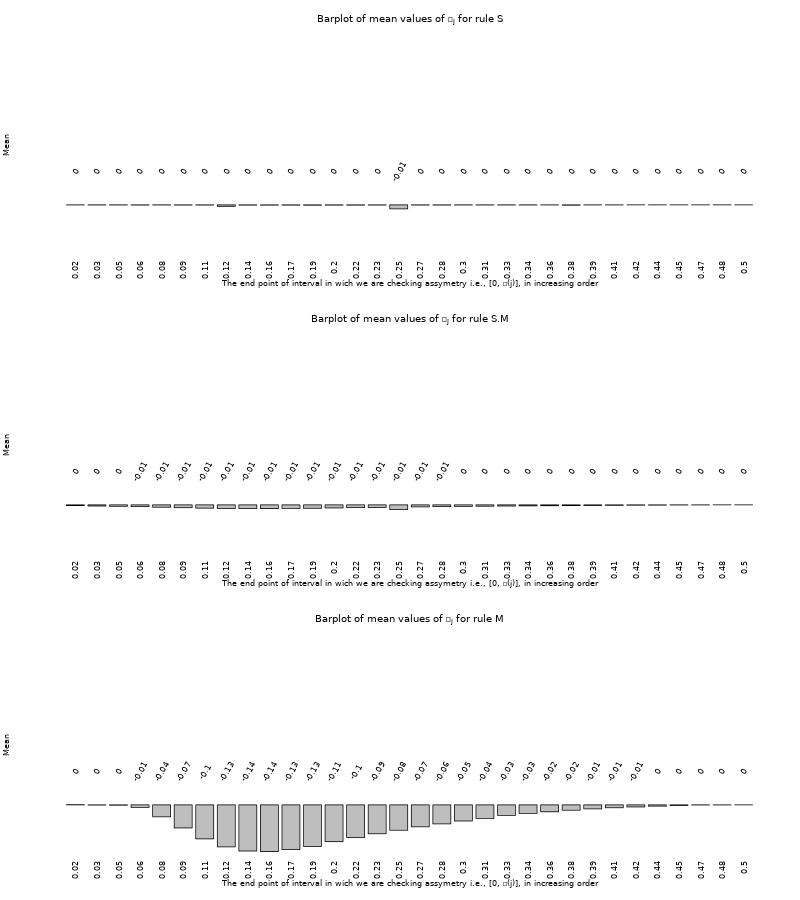 Barplot of mean values of □j for rule S
Mean
0 0 0 0 0 0 0 0 0 0 0 0 0 0 0 -0.01 0 0 0 0 0 0 0 0 0 0 0 0 0 0 0 0
0.02 0.03 0.05 0.06 0.08 0.09 0.11 0.12 0.14 0.16 0.17 0.19 0.2 0.22 0.23 0.25 0.27 0.28 0.3 0.31 0.33 0.34 0.36 0.38 0.39 0.41 0.42 0.44 0.45 0.47 0.48 0.5
The end point of interval in wich we are checking assymetry i.e., [0, □(j)], in increasing order
Barplot of mean values of □j for rule S.M
Mean
0 0 0 -0.01 -0.01 -0.01 -0.01 -0.01 -0.01 -0.01 -0.01 -0.01 -0.01 -0.01 -0.01 -0.01 -0.01 -0.01 0 0 0 0 0 0 0 0 0 0 0 0 0 0
0.02 0.03 0.05 0.06 0.08 0.09 0.11 0.12 0.14 0.16 0.17 0.19 0.2 0.22 0.23 0.25 0.27 0.28 0.3 0.31 0.33 0.34 0.36 0.38 0.39 0.41 0.42 0.44 0.45 0.47 0.48 0.5
The end point of interval in wich we are checking assymetry i.e., [0, □(j)], in increasing order
Barplot of mean values of □j for rule M
Mean
0 0 0 -0.01 -0.04 -0.07 -0.1 -0.13 -0.14 -0.14 -0.13 -0.13 -0.11 -0.1 -0.09 -0.08 -0.07 -0.06 -0.05 -0.04 -0.03 -0.03 -0.02 -0.02 -0.01 -0.01 -0.01 0 0 0 0 0
0.02 0.03 0.05 0.06 0.08 0.09 0.11 0.12 0.14 0.16 0.17 0.19 0.2 0.22 0.23 0.25 0.27 0.28 0.3 0.31 0.33 0.34 0.36 0.38 0.39 0.41 0.42 0.44 0.45 0.47 0.48 0.5
The end point of interval in wich we are checking assymetry i.e., [0, □(j)], in increasing order